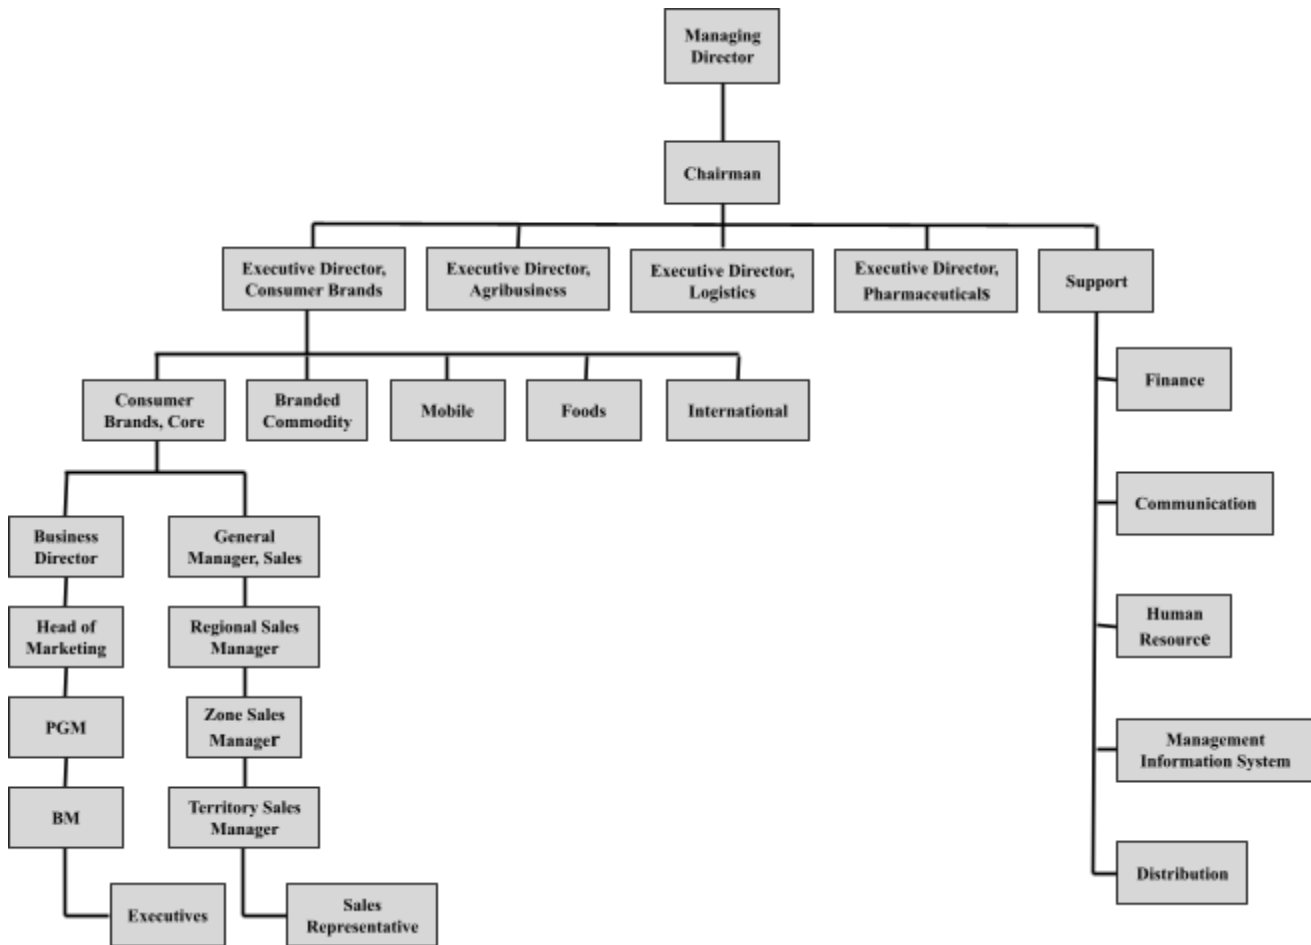 Managing
Director
Chairman
Executive Director,
Consumer Brands
Executive Director,
Agribusiness
Executive Director,
Logistics
Executive Director,
Pharmaceuticals
Support
Consumer
Brands, Core
Branded
Commodity
Mobile
Foods
International
Finance
Communication
Human
Resource
Management
Information System
Distribution
Business
Director
Head of
Marketing
PGM
BM
Executives
General
Manager, Sales
Regional Sales
Manager
Zone Sales
Manager
Territory Sales
Manager
Sales
Representative